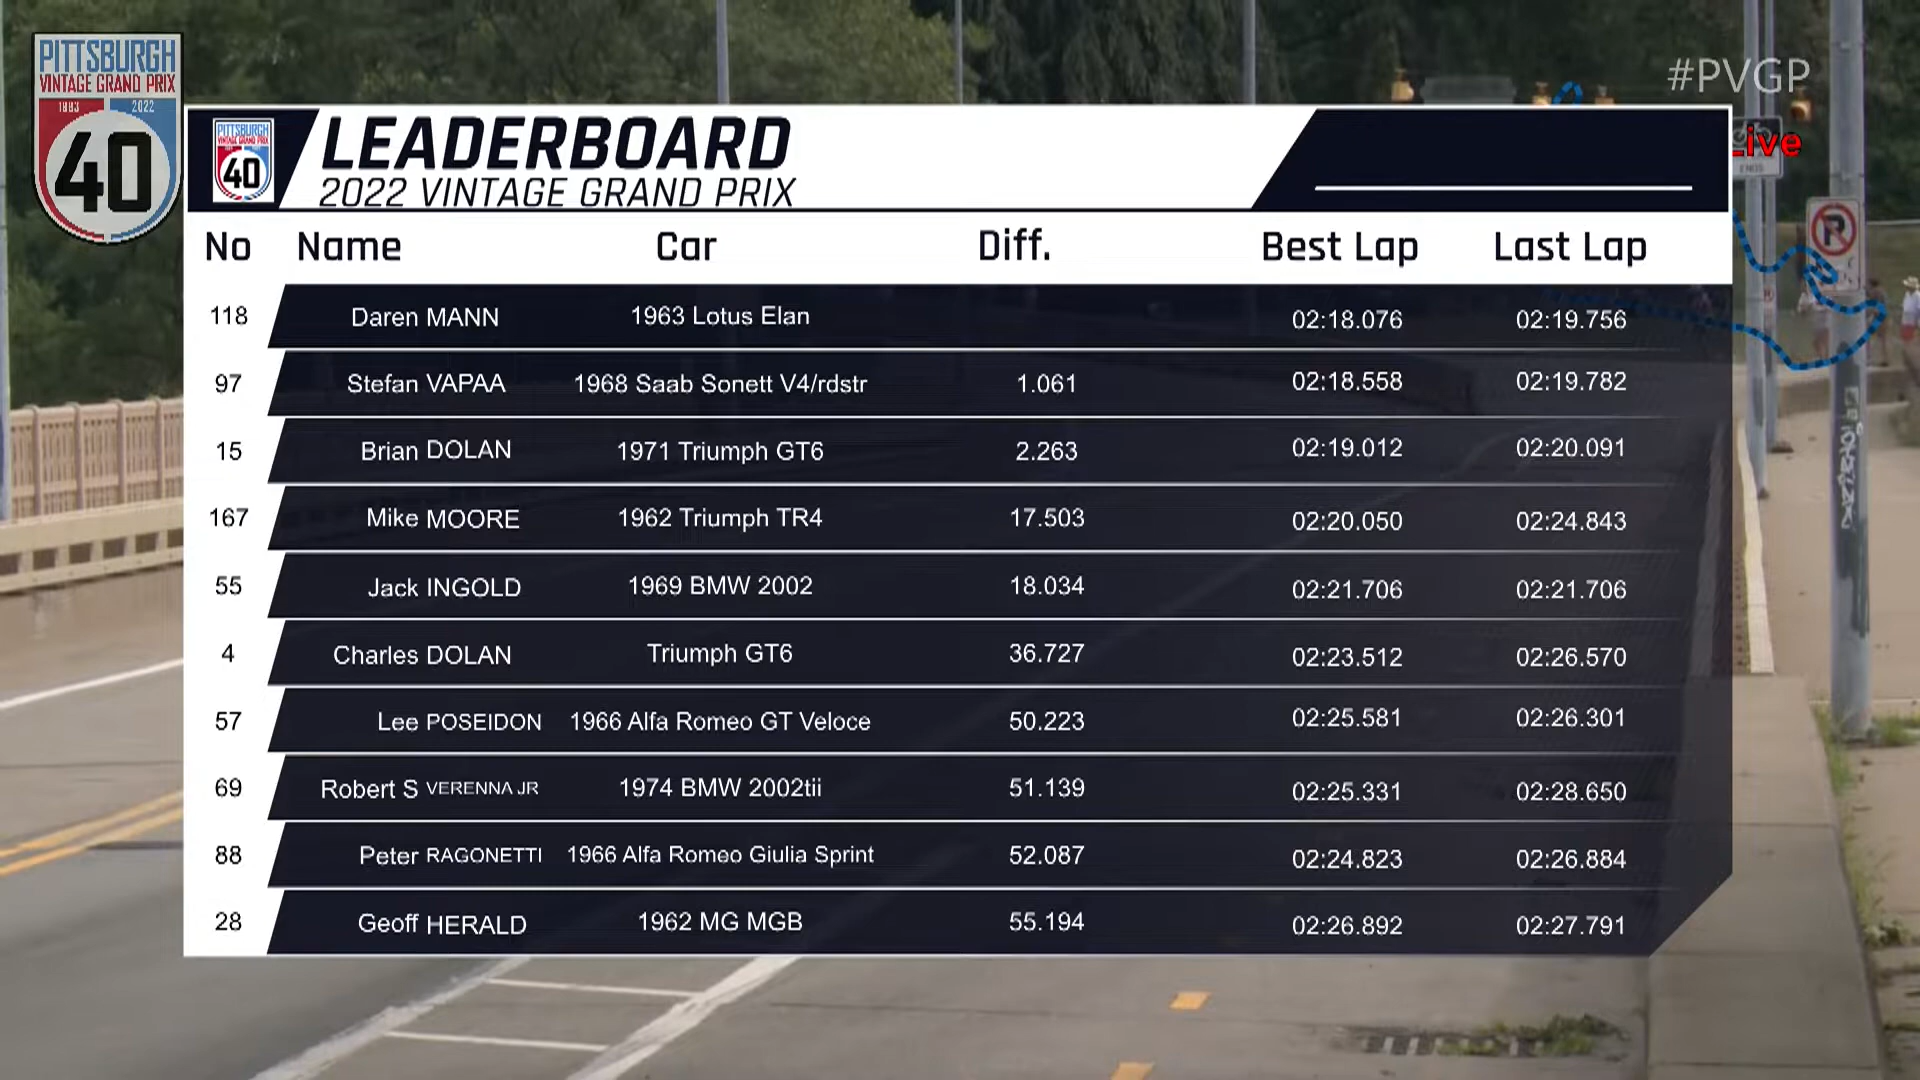 PITTSBURGH
VINTAGE GRAND PRIX
1983 2022
40
#PVGP
Live
PITTSBURGH
VINTAGE GRAND PRIX
40
LEADERBOARD
2022 VINTAGE GRAND PRIX
No Name Car Diff. Best Lap Last Lap
118 Daren MANN 1963 Lotus Elan 02:18.076 02:19.756
97 Stefan VAPAA 1968 Saab Sonett V4/rdstr 1.061 02:18.558 02:19.782
15 Brian DOLAN 1971 Triumph GT6 2.263 02:19.012 02:20.091
167 Mike MOORE 1962 Triumph TR4 17.503 02:20.050 02:24.843
55 Jack INGOLD 1969 BMW 2002 18.034 02:21.706 02:21.706
4 Charles DOLAN Triumph GT6 36.727 02:23.512 02:26.570
57 Lee POSEIDON 1966 Alfa Romeo GT Veloce 50.223 02:25.581 02:26.301
69 Robert S VERENNA JR 1974 BMW 2002tii 51.139 02:25.331 02:28.650
88 Peter RAGONETTI 1966 Alfa Romeo Giulia Sprint 52.087 02:24.823 02:26.884
28 Geoff HERALD 1962 MG MGB 55.194 02:26.892 02:27.791
ENDS
P